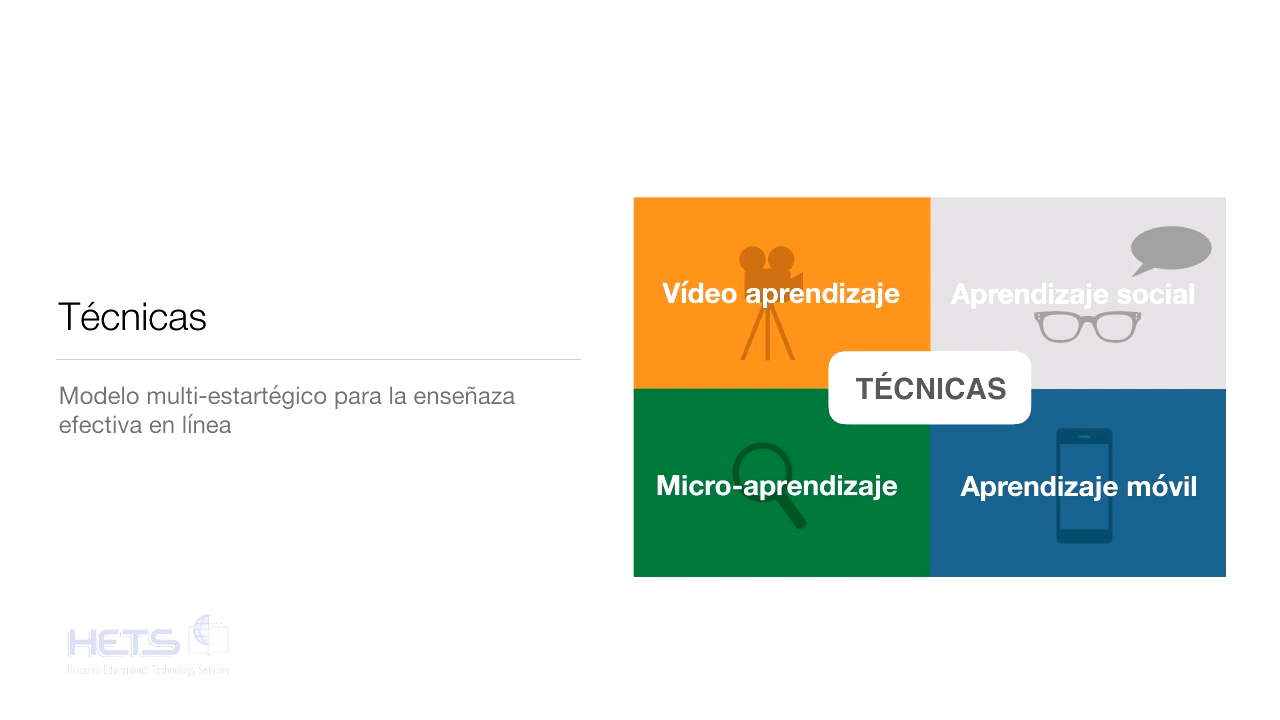 Técnicas
Modelo multi-estartégico para la enseñaza
efectiva en línea
Vídeo aprendizaje
Aprendizaje social
TÉCNICAS
Micro-aprendizaje
Aprendizaje móvil
HETS
Hispanic Educational Technology Services